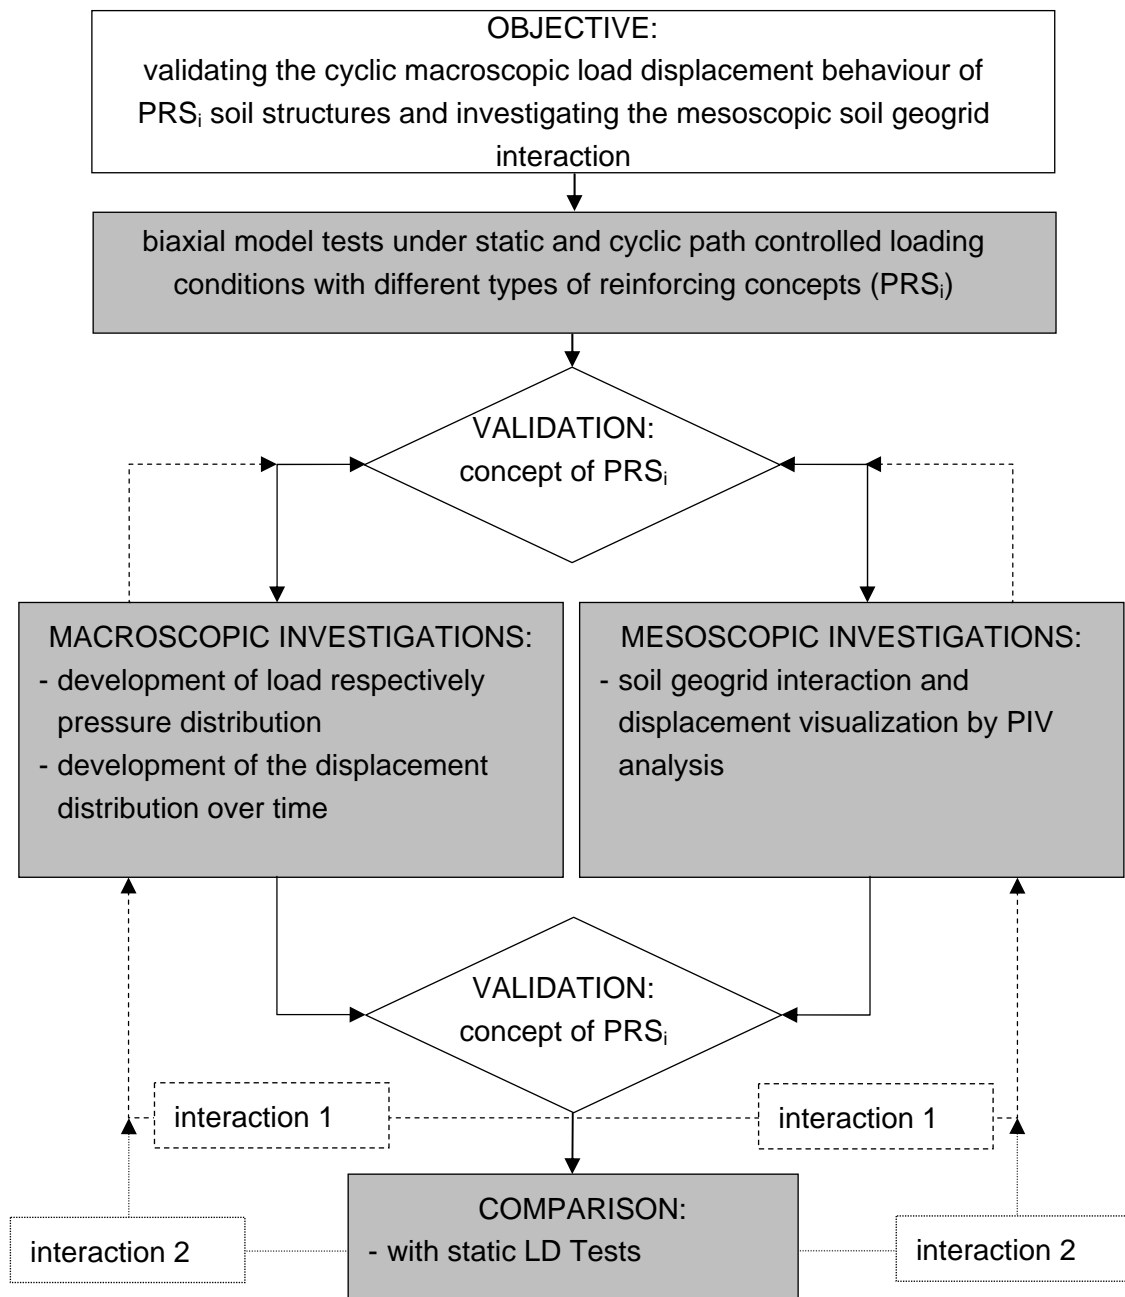 OBJECTIVE:
validating the cyclic macroscopic load displacement behaviour of
PRSi soil structures and investigating the mesoscopic soil geogrid
interaction
biaxial model tests under static and cyclic path controlled loading
conditions with different types of reinforcing concepts (PRSi)
VALIDATION:
concept of PRSi
MACROSCOPIC INVESTIGATIONS:
- development of load respectively
pressure distribution
- development of the displacement
distribution over time
MESOSCOPIC INVESTIGATIONS:
- soil geogrid interaction and
displacement visualization by PIV
analysis
VALIDATION:
concept of PRSi
interaction 1
interaction 1
COMPARISON:
- with static LD Tests
interaction 2
interaction 2